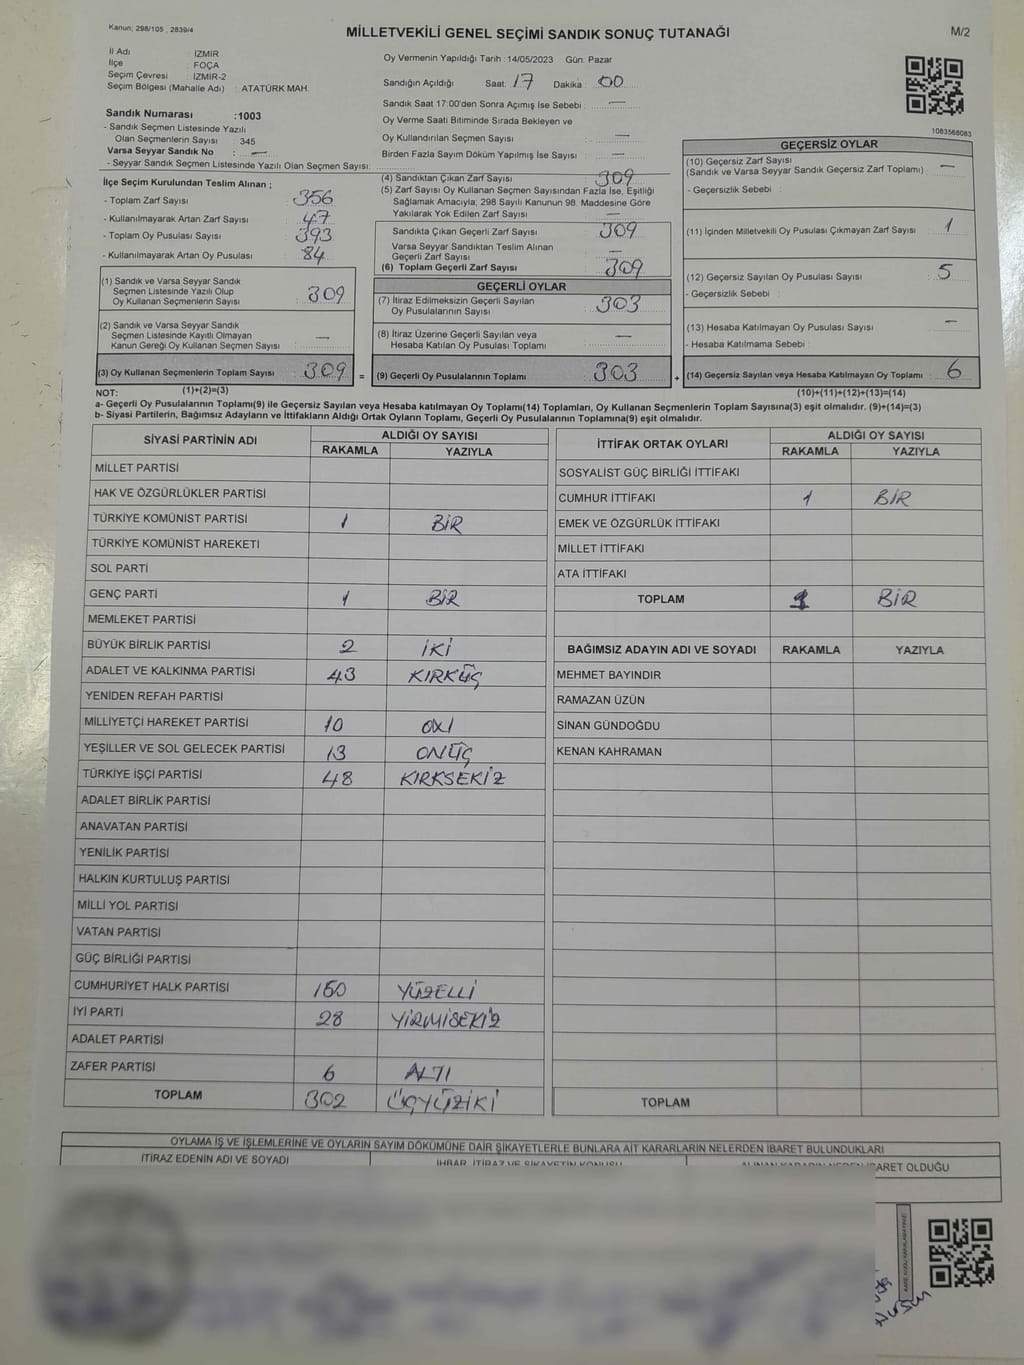 Kanun; 298/105 , 2839/4
MİLLETVEKİLİ GENEL SEÇİMİ SANDIK SONUÇ TUTANAĞI
M/2
İl Adı : İZMİR
İlçe : FOÇA
Seçim Çevresi : İZMİR-2
Seçim Bölgesi (Mahalle Adı) : ATATÜRK MAH.
Sandık Numarası :1003
- Sandık Seçmen Listesinde Yazılı
Olan Seçmenlerin Sayısı : 345
Varsa Seyyar Sandık No : —
- Seyyar Sandık Seçmen Listesinde Yazılı Olan Seçmen Sayısı:
Oy Vermenin Yapıldığı Tarih : 14/05/2023 Gün: Pazar
Sandığın Açıldığı Saat: 17 Dakika : 00
Sandık Saat 17:00'den Sonra Açımış İse Sebebi : —
Oy Verme Saati Bitiminde Sırada Bekleyen ve
Oy Kullandırılan Seçmen Sayısı : —
Birden Fazla Sayım Döküm Yapılmış İse Sayısı : —
1083568083
İlçe Seçim Kurulundan Teslim Alınan ;
- Toplam Zarf Sayısı : 356
- Kullanılmayarak Artan Zarf Sayısı : 47
- Toplam Oy Pusulası Sayısı : 393
- Kullanılmayarak Artan Oy Pusulası : 84
(1) Sandık ve Varsa Seyyar Sandık
Seçmen Listesinde Yazılı Olup
Oy Kullanan Seçmenlerin Sayısı : 309
(2) Sandık ve Varsa Seyyar Sandık
Seçmen Listesinde Kayıtlı Olmayan
Kanun Gereği Oy Kullanan Seçmen Sayısı : —
(3) Oy Kullanan Seçmenlerin Toplam Sayısı : 309 =
(4) Sandıktan Çıkan Zarf Sayısı : 309
(5) Zarf Sayısı Oy Kullanan Seçmen Sayısından Fazla İse, Eşitliği
Sağlamak Amacıyla; 298 Sayılı Kanunun 98. Maddesine Göre
Yakılarak Yok Edilen Zarf Sayısı : —
Sandıkta Çıkan Geçerli Zarf Sayısı : 309
Varsa Seyyar Sandıktan Teslim Alınan
Geçerli Zarf Sayısı : —
(6) Toplam Geçerli Zarf Sayısı : 309
GEÇERLİ OYLAR
(7) İtiraz Edilmeksizin Geçerli Sayılan
Oy Pusulalarının Sayısı : 303
(8) İtiraz Üzerine Geçerli Sayılan veya
Hesaba Katılan Oy Pusulası Toplamı : —
(9) Geçerli Oy Pusulalarının Toplamı : 303 +
GEÇERSİZ OYLAR
(10) Geçersiz Zarf Sayısı
(Sandık ve Varsa Seyyar Sandık Geçersiz Zarf Toplamı) : —
- Geçersizlik Sebebi :
(11) İçinden Milletvekili Oy Pusulası Çıkmayan Zarf Sayısı : 1
(12) Geçersiz Sayılan Oy Pusulası Sayısı : 5
- Geçersizlik Sebebi :
(13) Hesaba Katılmayan Oy Pusulası Sayısı : —
- Hesaba Katılmama Sebebi :
(14) Geçersiz Sayılan veya Hesaba Katılmayan Oy Toplamı : 6
NOT: (1)+(2)=(3)
(10)+(11)+(12)+(13)=(14)
a- Geçerli Oy Pusulalarının Toplamı(9) ile Geçersiz Sayılan veya Hesaba katılmayan Oy Toplamı(14) Toplamları, Oy Kullanan Seçmenlerin Toplam Sayısına(3) eşit olmalıdır. (9)+(14)=(3)
b- Siyasi Partilerin, Bağımsız Adayların ve İttifakların Aldığı Ortak Oyların Toplamı, Geçerli Oy Pusulalarının Toplamına(9) eşit olmalıdır.
SİYASİ PARTİNİN ADI ALDIĞI OY SAYISI
RAKAMLA YAZIYLA
MİLLET PARTİSİ
HAK VE ÖZGÜRLÜKLER PARTİSİ
TÜRKİYE KOMÜNİST PARTİSİ 1 BİR
TÜRKİYE KOMÜNİST HAREKETİ
SOL PARTİ
GENÇ PARTİ 1 BİR
MEMLEKET PARTİSİ
BÜYÜK BİRLİK PARTİSİ 2 İKİ
ADALET VE KALKINMA PARTİSİ 43 KIRKÜÇ
YENİDEN REFAH PARTİSİ
MİLLİYETÇİ HAREKET PARTİSİ 10 ON
YEŞİLLER VE SOL GELECEK PARTİSİ 13 ONÜÇ
TÜRKİYE İŞÇİ PARTİSİ 48 KIRKSEKİZ
ADALET BİRLİK PARTİSİ
ANAVATAN PARTİSİ
YENİLİK PARTİSİ
HALKIN KURTULUŞ PARTİSİ
MİLLİ YOL PARTİSİ
VATAN PARTİSİ
GÜÇ BİRLİĞİ PARTİSİ
CUMHURİYET HALK PARTİSİ 150 YÜZELLİ
İYİ PARTİ 28 YİRMİSEKİZ
ADALET PARTİSİ
ZAFER PARTİSİ 6 ALTI
TOPLAM 302 ÜÇYÜZİKİ
İTTİFAK ORTAK OYLARI ALDIĞI OY SAYISI
RAKAMLA YAZIYLA
SOSYALİST GÜÇ BİRLİĞİ İTTİFAKI
CUMHUR İTTİFAKI 1 BİR
EMEK VE ÖZGÜRLÜK İTTİFAKI
MİLLET İTTİFAKI
ATA İTTİFAKI
TOPLAM 1 BİR
BAĞIMSIZ ADAYIN ADI VE SOYADI RAKAMLA YAZIYLA
MEHMET BAYINDIR
RAMAZAN ÜZÜN
SİNAN GÜNDOĞDU
KENAN KAHRAMAN
TOPLAM
OYLAMA İŞ VE İŞLEMLERİNE VE OYLARIN SAYIM DÖKÜMÜNE DAİR ŞİKAYETLERLE BUNLARA AİT KARARLARIN NELERDEN İBARET BULUNDUKLARI
İTİRAZ EDENİN ADI VE SOYADI
İHBAR, İTİRAZ VE ŞİKAYETİN KONUSU
ALINAN KARARIN NEDEN İBARET OLDUĞU